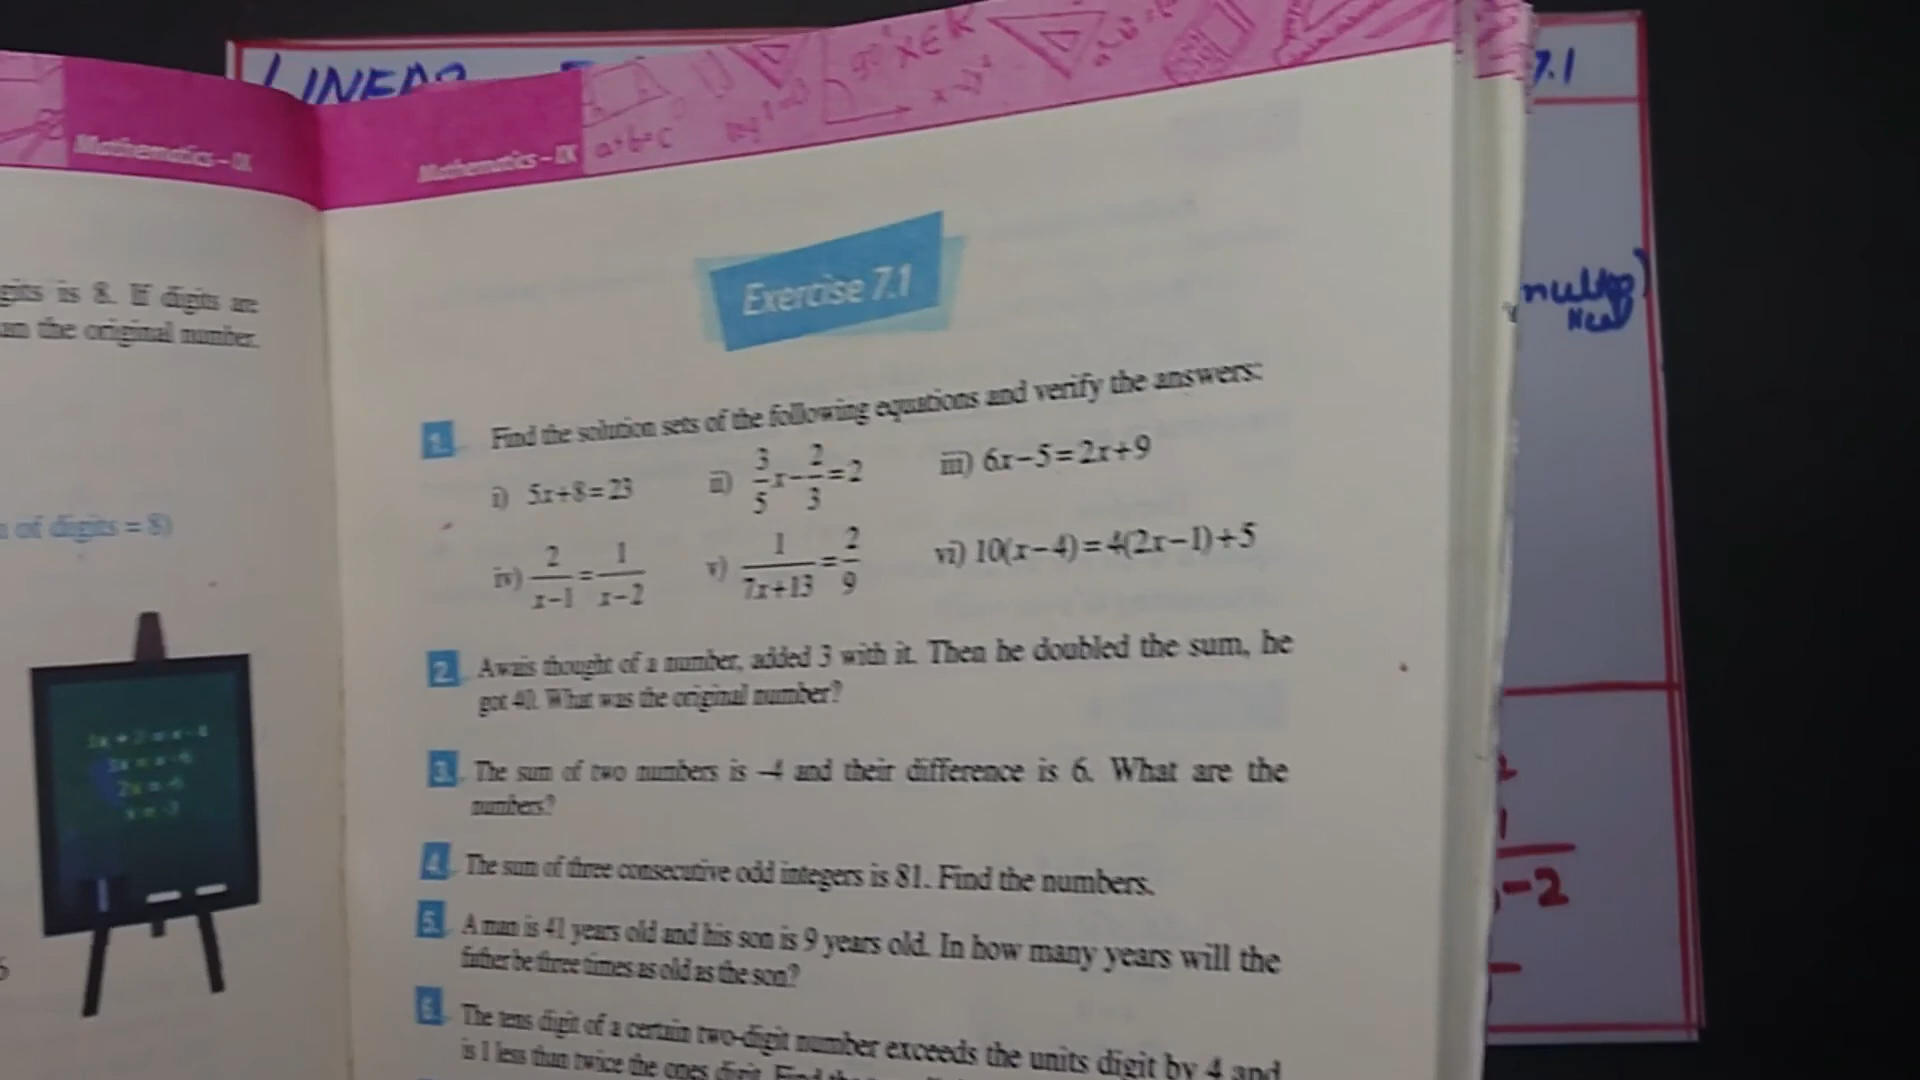 LINEAR
7.1
Mathematics – IX
Mathematics – IX
a+b=c
90°
x∈R
gits is 8. If digits are
an the original number.
of digits = 8)
Exercise 7.1
1. Find the solution sets of the following equations and verify the answers:
i) 5x+8=23 ii) 3/5 x − 2/3 = 2 iii) 6x−5=2x+9
iv) 2/(x−1) = 1/(x−2) v) 1/(7x+13) = 2/9 vi) 10(x−4)=4(2x−1)+5
2. Awais thought of a number, added 3 with it. Then he doubled the sum, he
got 40. What was the original number?
3. The sum of two numbers is –4 and their difference is 6. What are the
numbers?
4. The sum of three consecutive odd integers is 81. Find the numbers.
5. A man is 41 years old and his son is 9 years old. In how many years will the
father be three times as old as the son?
6. The tens digit of a certain two-digit number exceeds the units digit by 4 and
is 1 less than twice the ones digit. Find the
-2